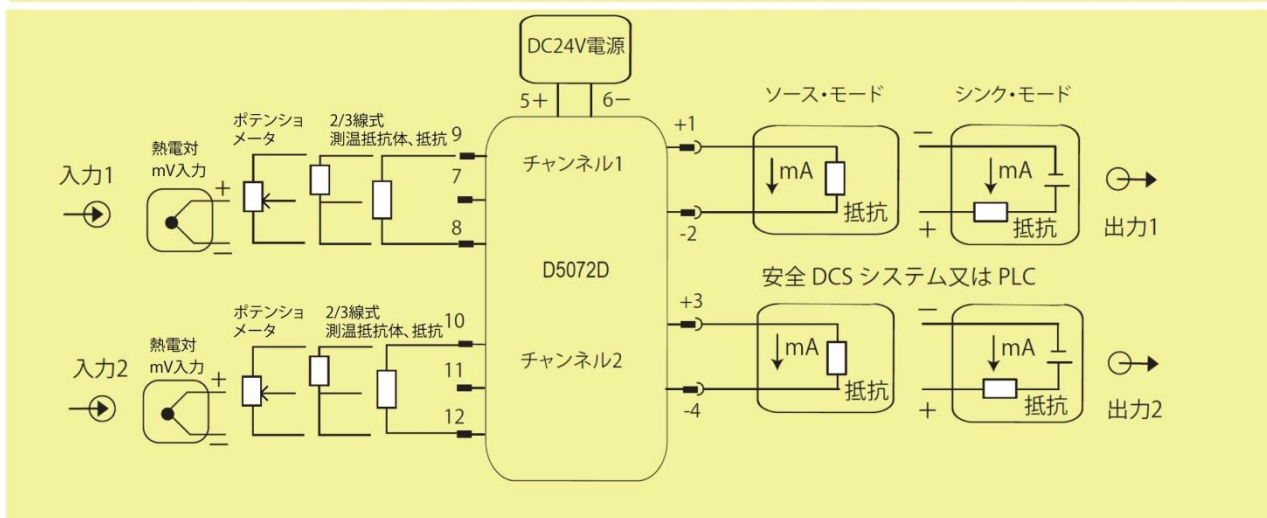 DC24V電源
5+ 6−
ソース・モード
シンク・モード
入力1
熱電対
mV入力
+
−
ポテンショ
メータ
2/3線式
測温抵抗体、抵抗
9
7
8
チャンネル1
+1
-2
mA
抵抗
−
+
mA
抵抗
出力1
D5072D
安全 DCS システム又は PLC
入力2
熱電対
mV入力
+
−
ポテンショ
メータ
2/3線式
測温抵抗体、抵抗
10
11
12
チャンネル2
+3
-4
mA
抵抗
−
+
mA
抵抗
出力2